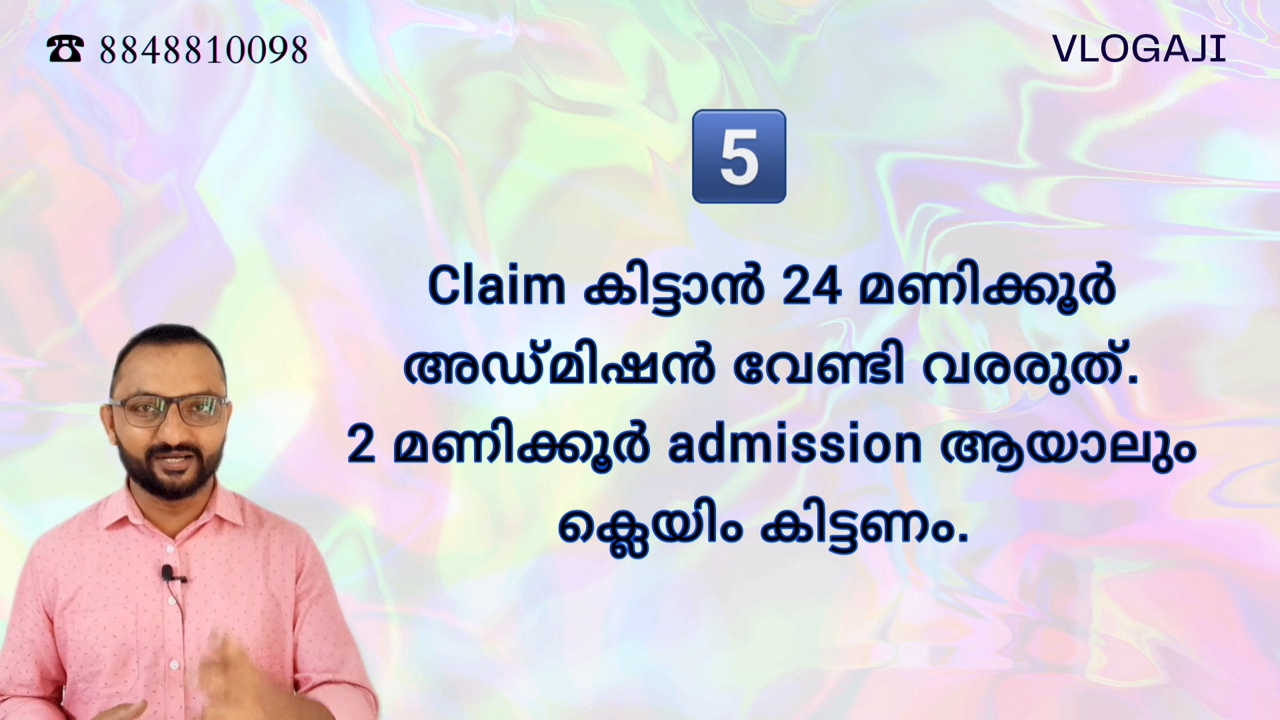 ☎ 8848810098
VLOGAJI
5
Claim കിട്ടാൻ 24 മണിക്കൂർ
അഡ്മിഷൻ വേണ്ടി വരരുത്.
2 മണിക്കൂർ admission ആയാലും
ക്ലെയിം കിട്ടണം.